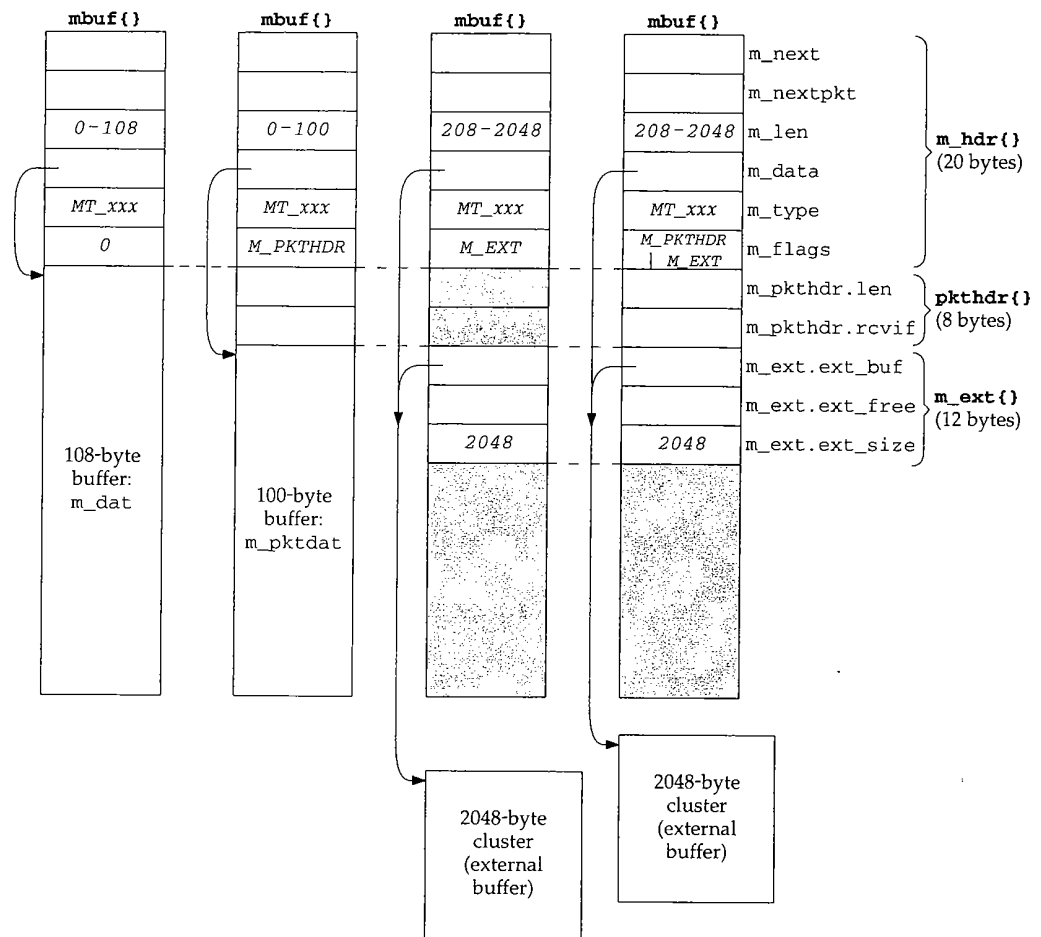 mbuf{} mbuf{} mbuf{} mbuf{}
m_next
m_nextpkt
0-108 0-100 208-2048 208-2048 m_len
m_hdr{}
(20 bytes)
m_data
MT_xxx MT_xxx MT_xxx MT_xxx m_type
0 M_PKTHDR M_EXT M_PKTHDR | M_EXT m_flags
m_pkthdr.len
pkthdr{}
(8 bytes)
m_pkthdr.rcvif
m_ext.ext_buf
m_ext.ext_free
m_ext{}
(12 bytes)
2048 2048 m_ext.ext_size
108-byte
buffer:
m_dat
100-byte
buffer:
m_pktdat
2048-byte
cluster
(external
buffer)
2048-byte
cluster
(external
buffer)